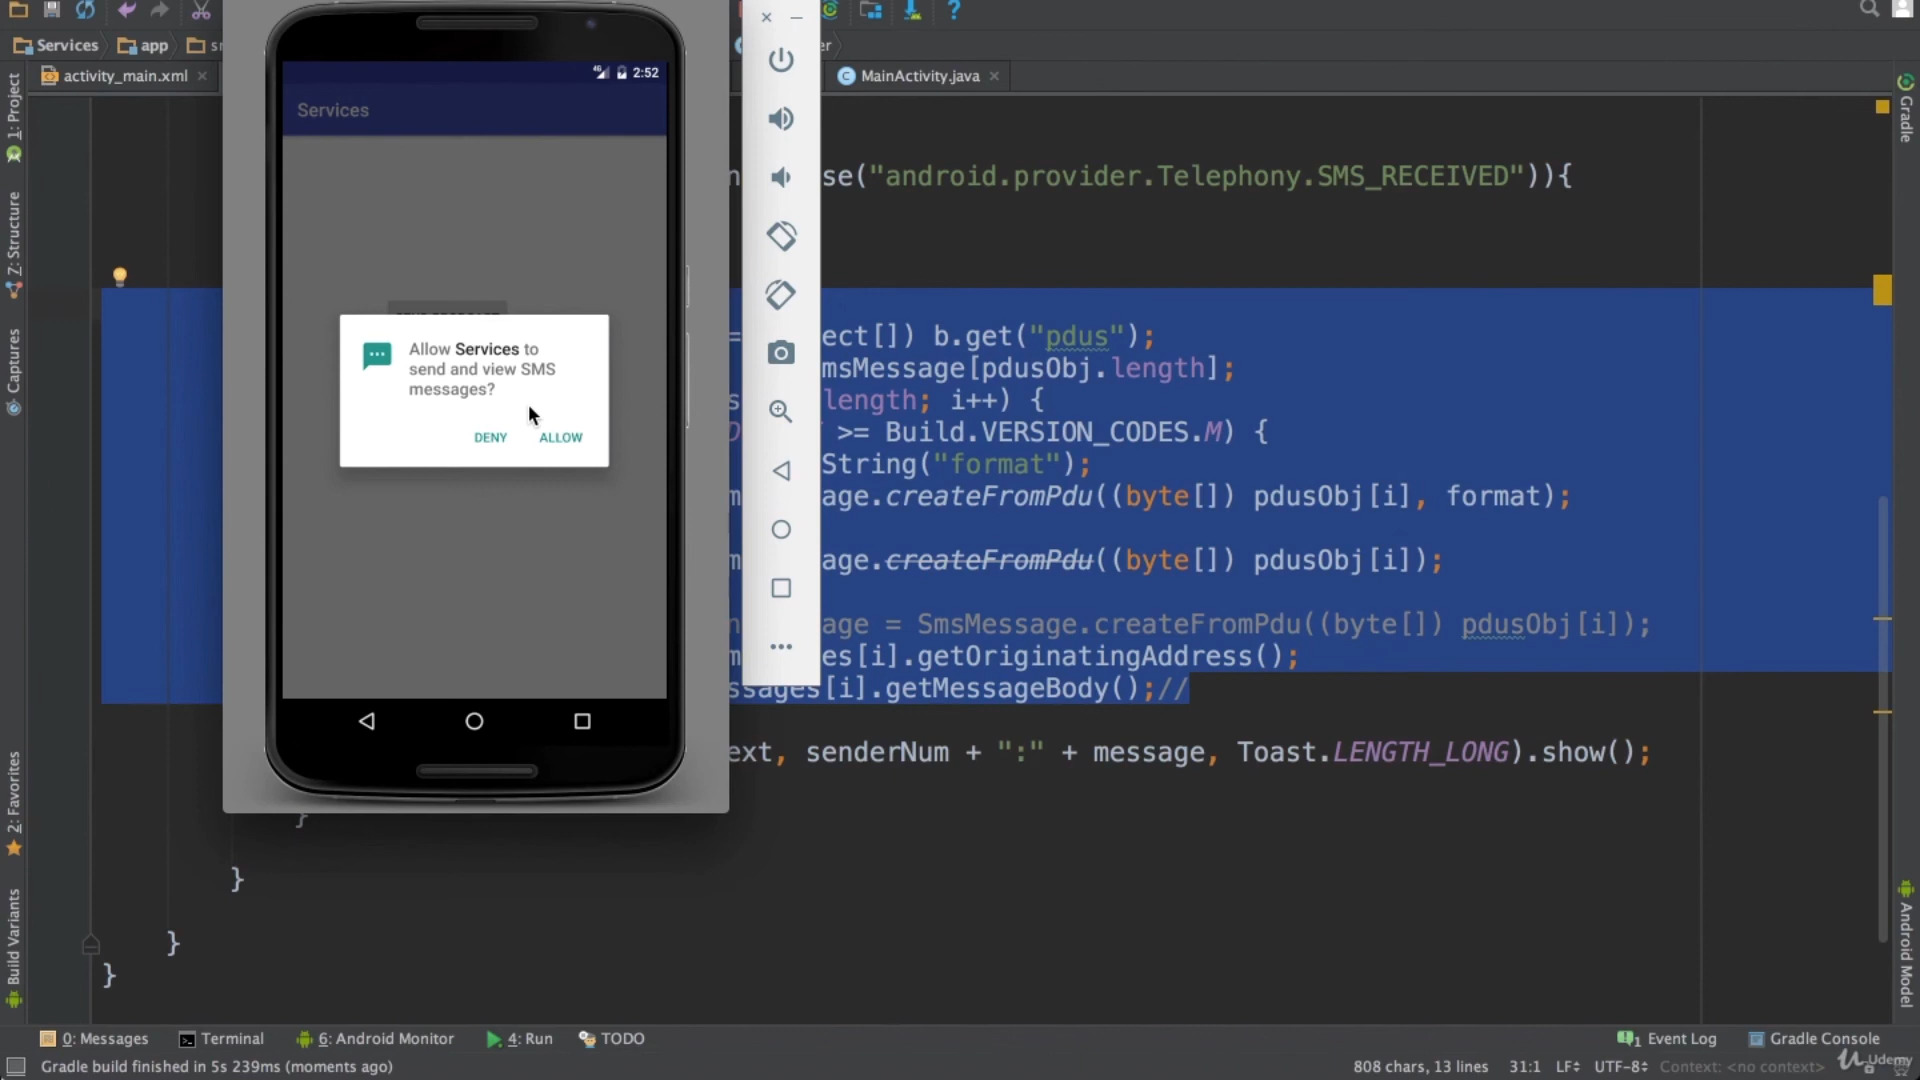 Services
app
activity_main.xml
MainActivity.java
1: Project
7: Structure
Captures
2: Favorites
Build Variants
Gradle
Android Model
2:52
Services
Allow Services to
send and view SMS
messages?
DENY
ALLOW
se("android.provider.Telephony.SMS_RECEIVED")){
ect[]) b.get("pdus");
msMessage[pdusObj.length];
length; i++) {
>= Build.VERSION_CODES.M) {
String("format");
age.createFromPdu((byte[]) pdusObj[i], format);
age.createFromPdu((byte[]) pdusObj[i]);
age = SmsMessage.createFromPdu((byte[]) pdusObj[i]);
es[i].getOriginatingAddress();
ssages[i].getMessageBody();//
ext, senderNum + ":" + message, Toast.LENGTH_LONG).show();
}
}
}
}
0: Messages
Terminal
6: Android Monitor
4: Run
TODO
1 Event Log
Gradle Console
Gradle build finished in 5s 239ms (moments ago)
808 chars, 13 lines
31:1
LF
UTF-8
Context: <no context>
Udemy